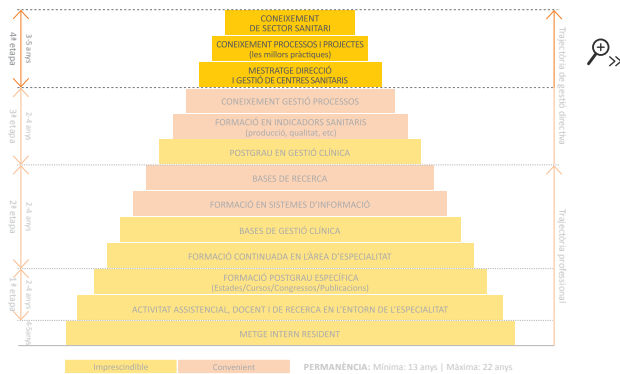 CONEIXEMENT
DE SECTOR SANITARI
CONEIXEMENT PROCESSOS I PROJECTES
(les millors pràctiques)
MESTRATGE DIRECCIÓ
I GESTIÓ DE CENTRES SANITARIS
4ª etapa
3-5 anys
Trajectòria de gestió directiva
CONEIXEMENT GESTIÓ PROCESSOS
FORMACIÓ EN INDICADORS SANITARIS
(producció, qualitat, etc)
POSTGRAU EN GESTIÓ CLÍNICA
3ª etapa
2-4 anys
BASES DE RECERCA
FORMACIÓ EN SISTEMES D'INFORMACIÓ
BASES DE GESTIÓ CLÍNICA
FORMACIÓ CONTINUADA EN L'ÀREA D'ESPECIALITAT
2ª etapa
2-4 anys
Trajectòria professional
FORMACIÓ POSTGRAU ESPECÍFICA
(Estades/Cursos/Congressos/Publicacions)
ACTIVITAT ASSISTENCIAL, DOCENT I DE RECERCA EN L'ENTORN DE L'ESPECIALITAT
1ª etapa
2-4 anys
METGE INTERN RESIDENT
4-5anys
Imprescindible
Convenient
PERMANÈNCIA: Mínima: 13 anys | Màxima: 22 anys